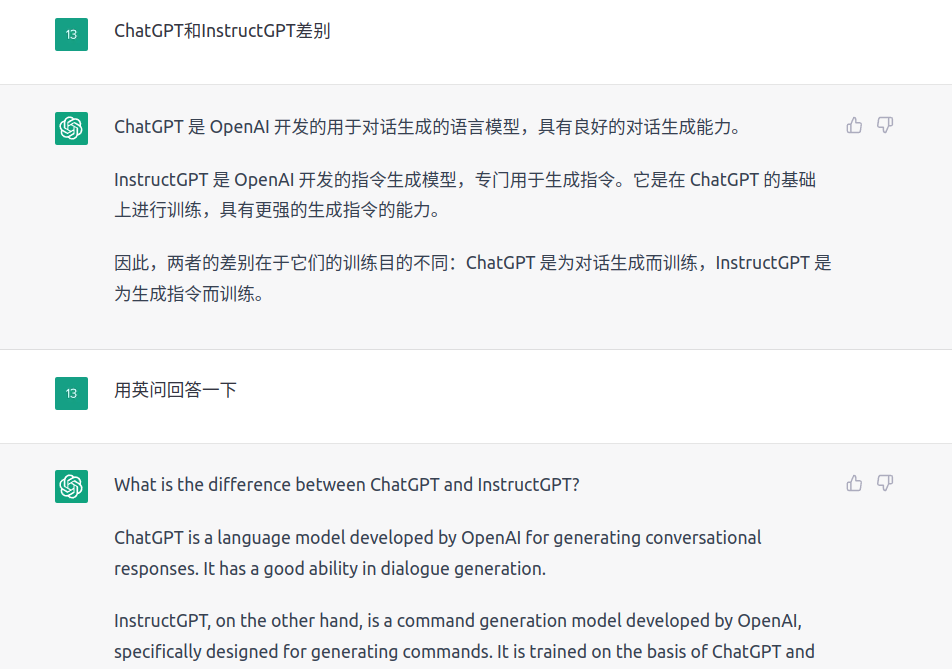 13
ChatGPT和InstructGPT差别
ChatGPT 是 OpenAI 开发的用于对话生成的语言模型，具有良好的对话生成能力。
InstructGPT 是 OpenAI 开发的指令生成模型，专门用于生成指令。它是在 ChatGPT 的基础
上进行训练，具有更强的生成指令的能力。
因此，两者的差别在于它们的训练目的不同：ChatGPT 是为对话生成而训练，InstructGPT 是
为生成指令而训练。
13
用英问回答一下
What is the difference between ChatGPT and InstructGPT?
ChatGPT is a language model developed by OpenAI for generating conversational
responses. It has a good ability in dialogue generation.
InstructGPT, on the other hand, is a command generation model developed by OpenAI,
specifically designed for generating commands. It is trained on the basis of ChatGPT and